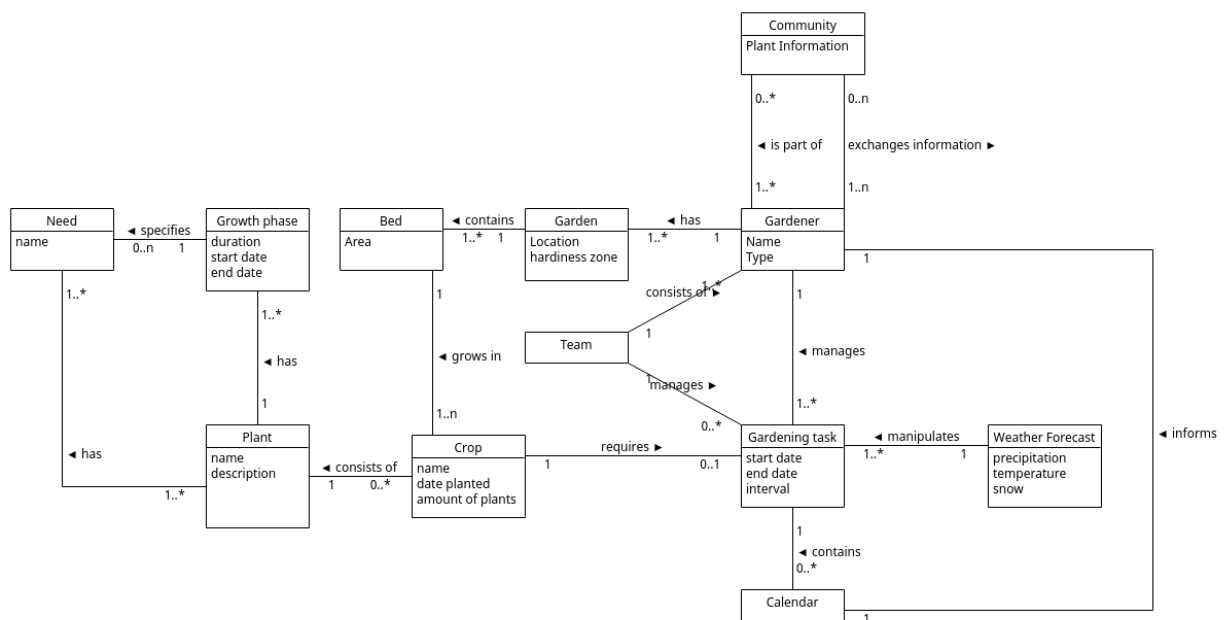 Community
Plant Information
0..*
0..n
◄ is part of
exchanges information ►
1..*
1..n
Need
name
◄ specifies
0..n
1
Growth phase
duration
start date
end date
Bed
Area
◄ contains
1..*
1
Garden
Location
hardiness zone
◄ has
1..*
1
Gardener
Name
Type
1
1..*
1..*
1
consists of ►
1..*
1
◄ has
1
◄ grows in
1..n
Team
1
manages ►
0..*
1
◄ manages
1..*
◄ has
1..*
Plant
name
description
◄ consists of
1
0..*
Crop
name
date planted
amount of plants
requires ►
1
0..1
Gardening task
start date
end date
interval
◄ manipulates
1..*
1
Weather Forecast
precipitation
temperature
snow
◄ informs
1
◄ contains
0..*
Calendar
1